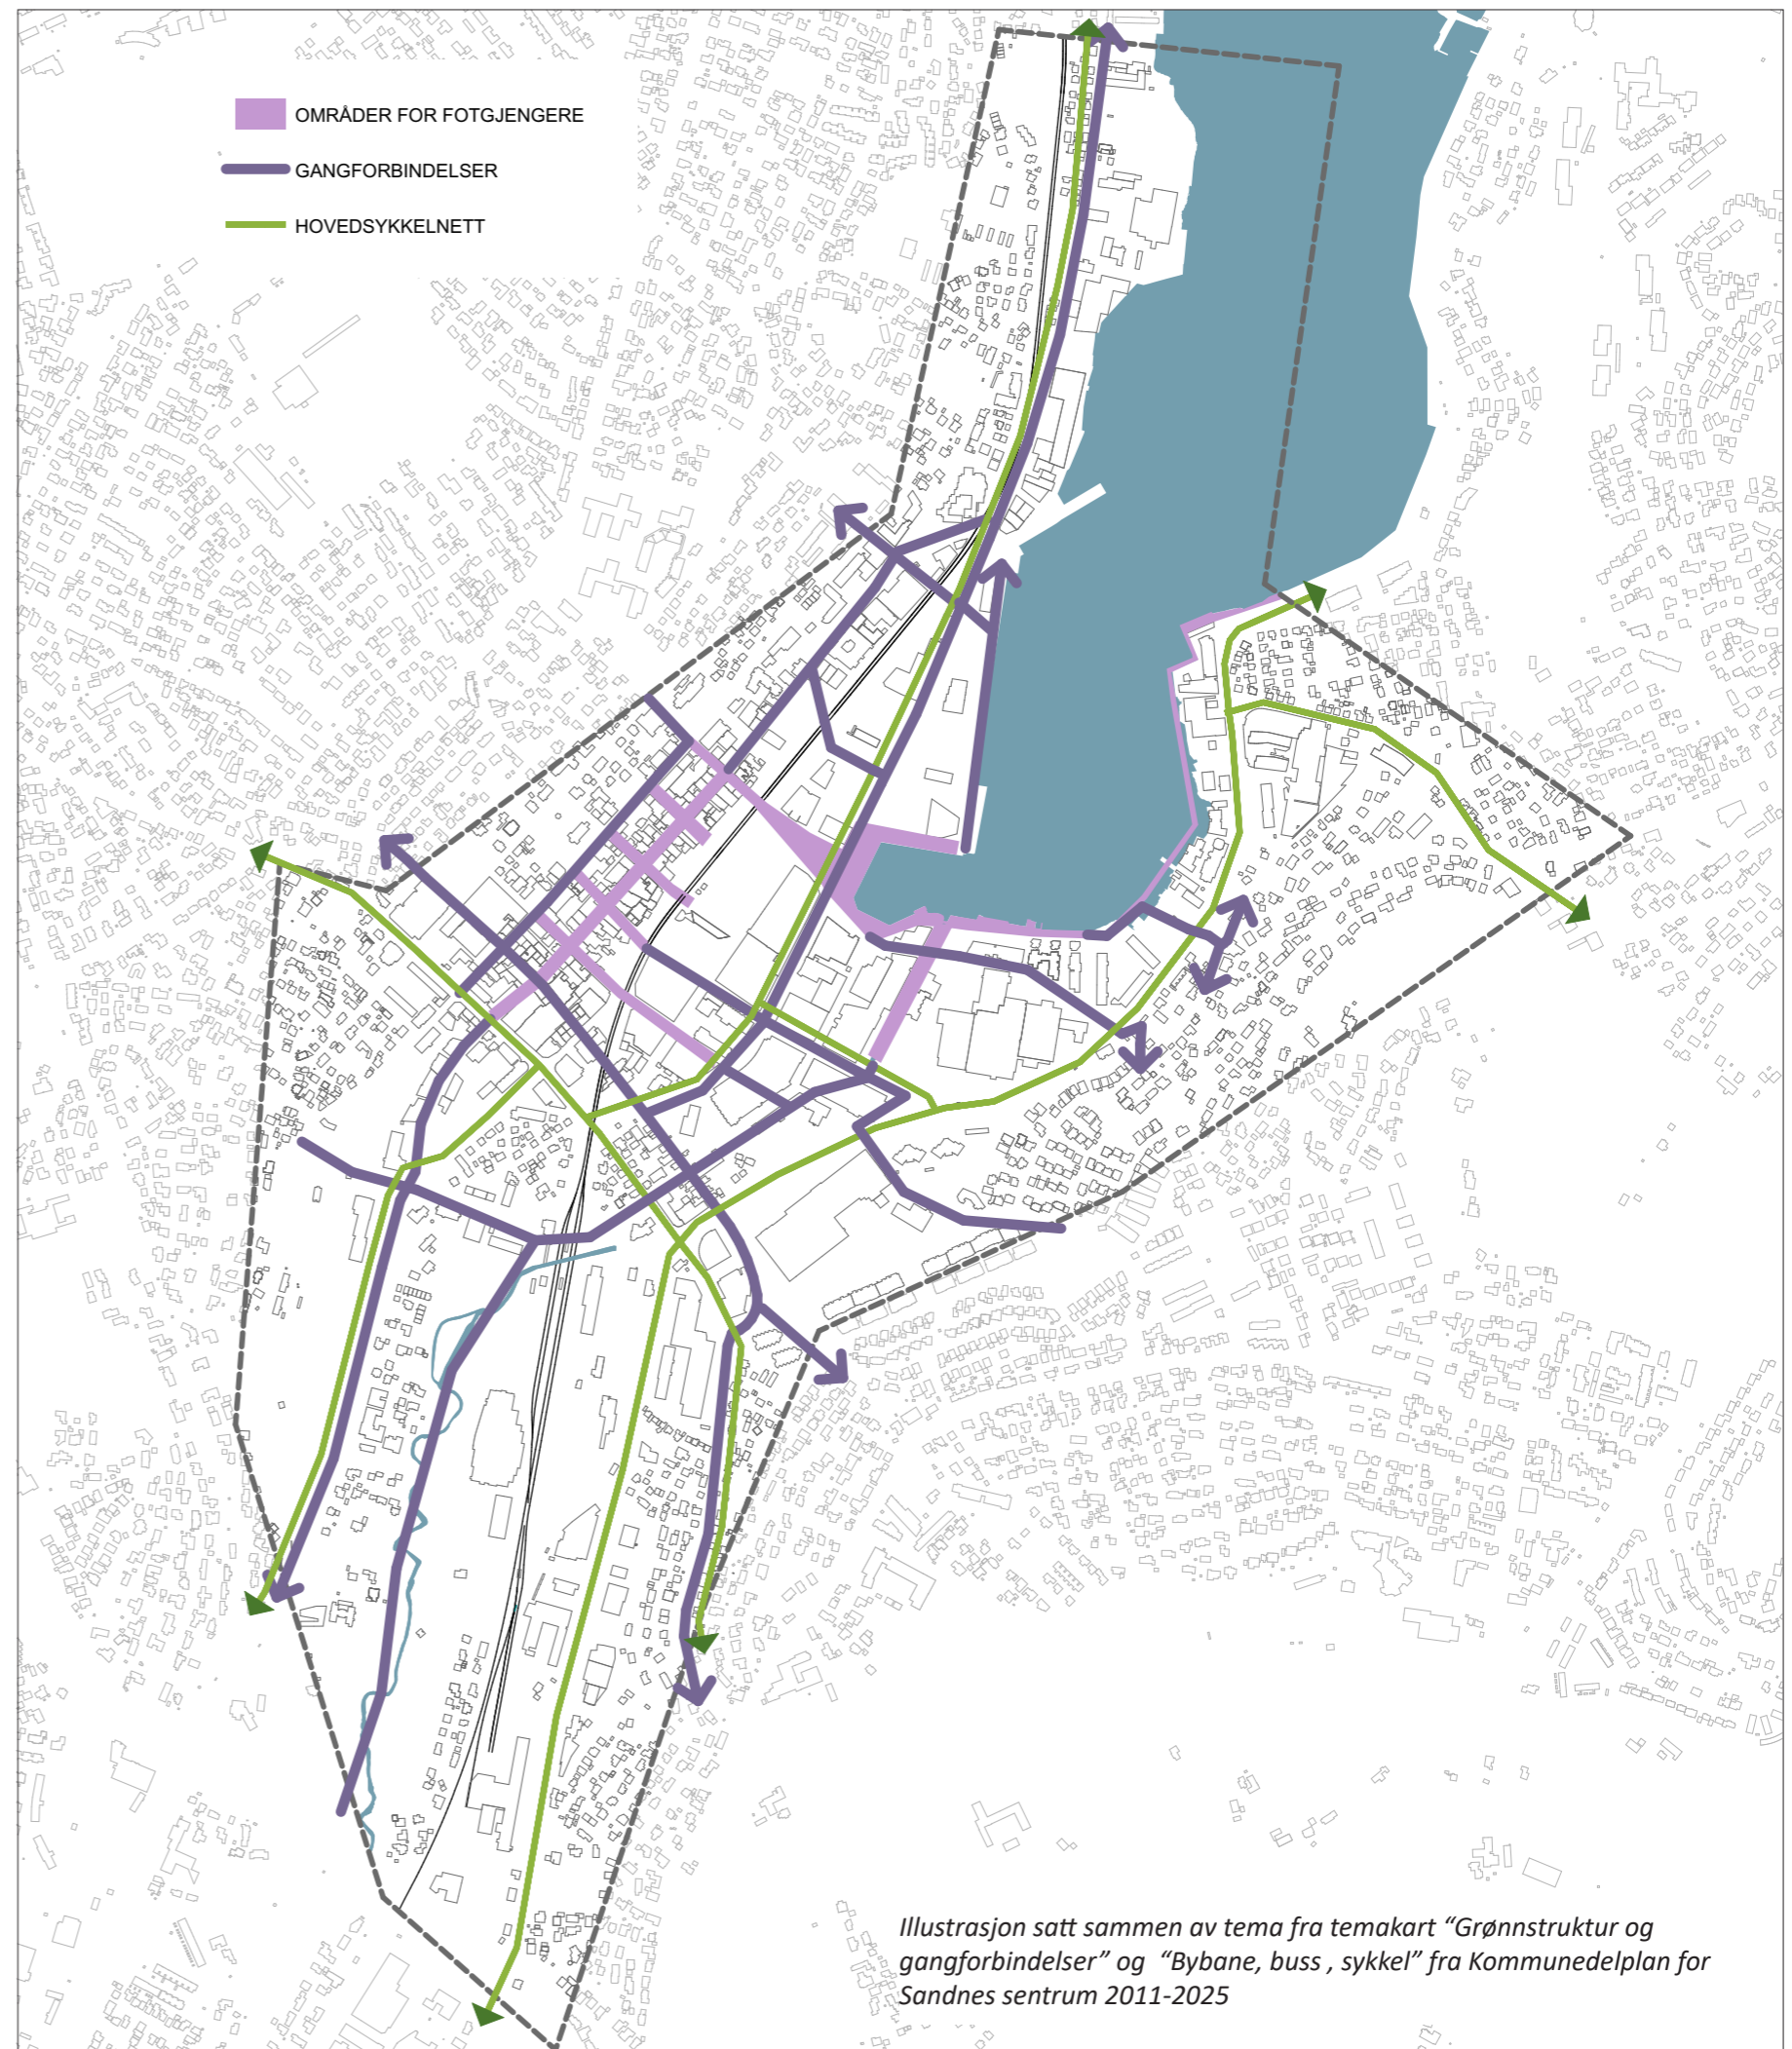 OMRÅDER FOR FOTGJENGERE
GANGFORBINDELSER
HOVEDSYKKELNETT
Illustrasjon satt sammen av tema fra temakart “Grønnstruktur og
gangforbindelser” og “Bybane, buss , sykkel” fra Kommunedelplan for
Sandnes sentrum 2011-2025